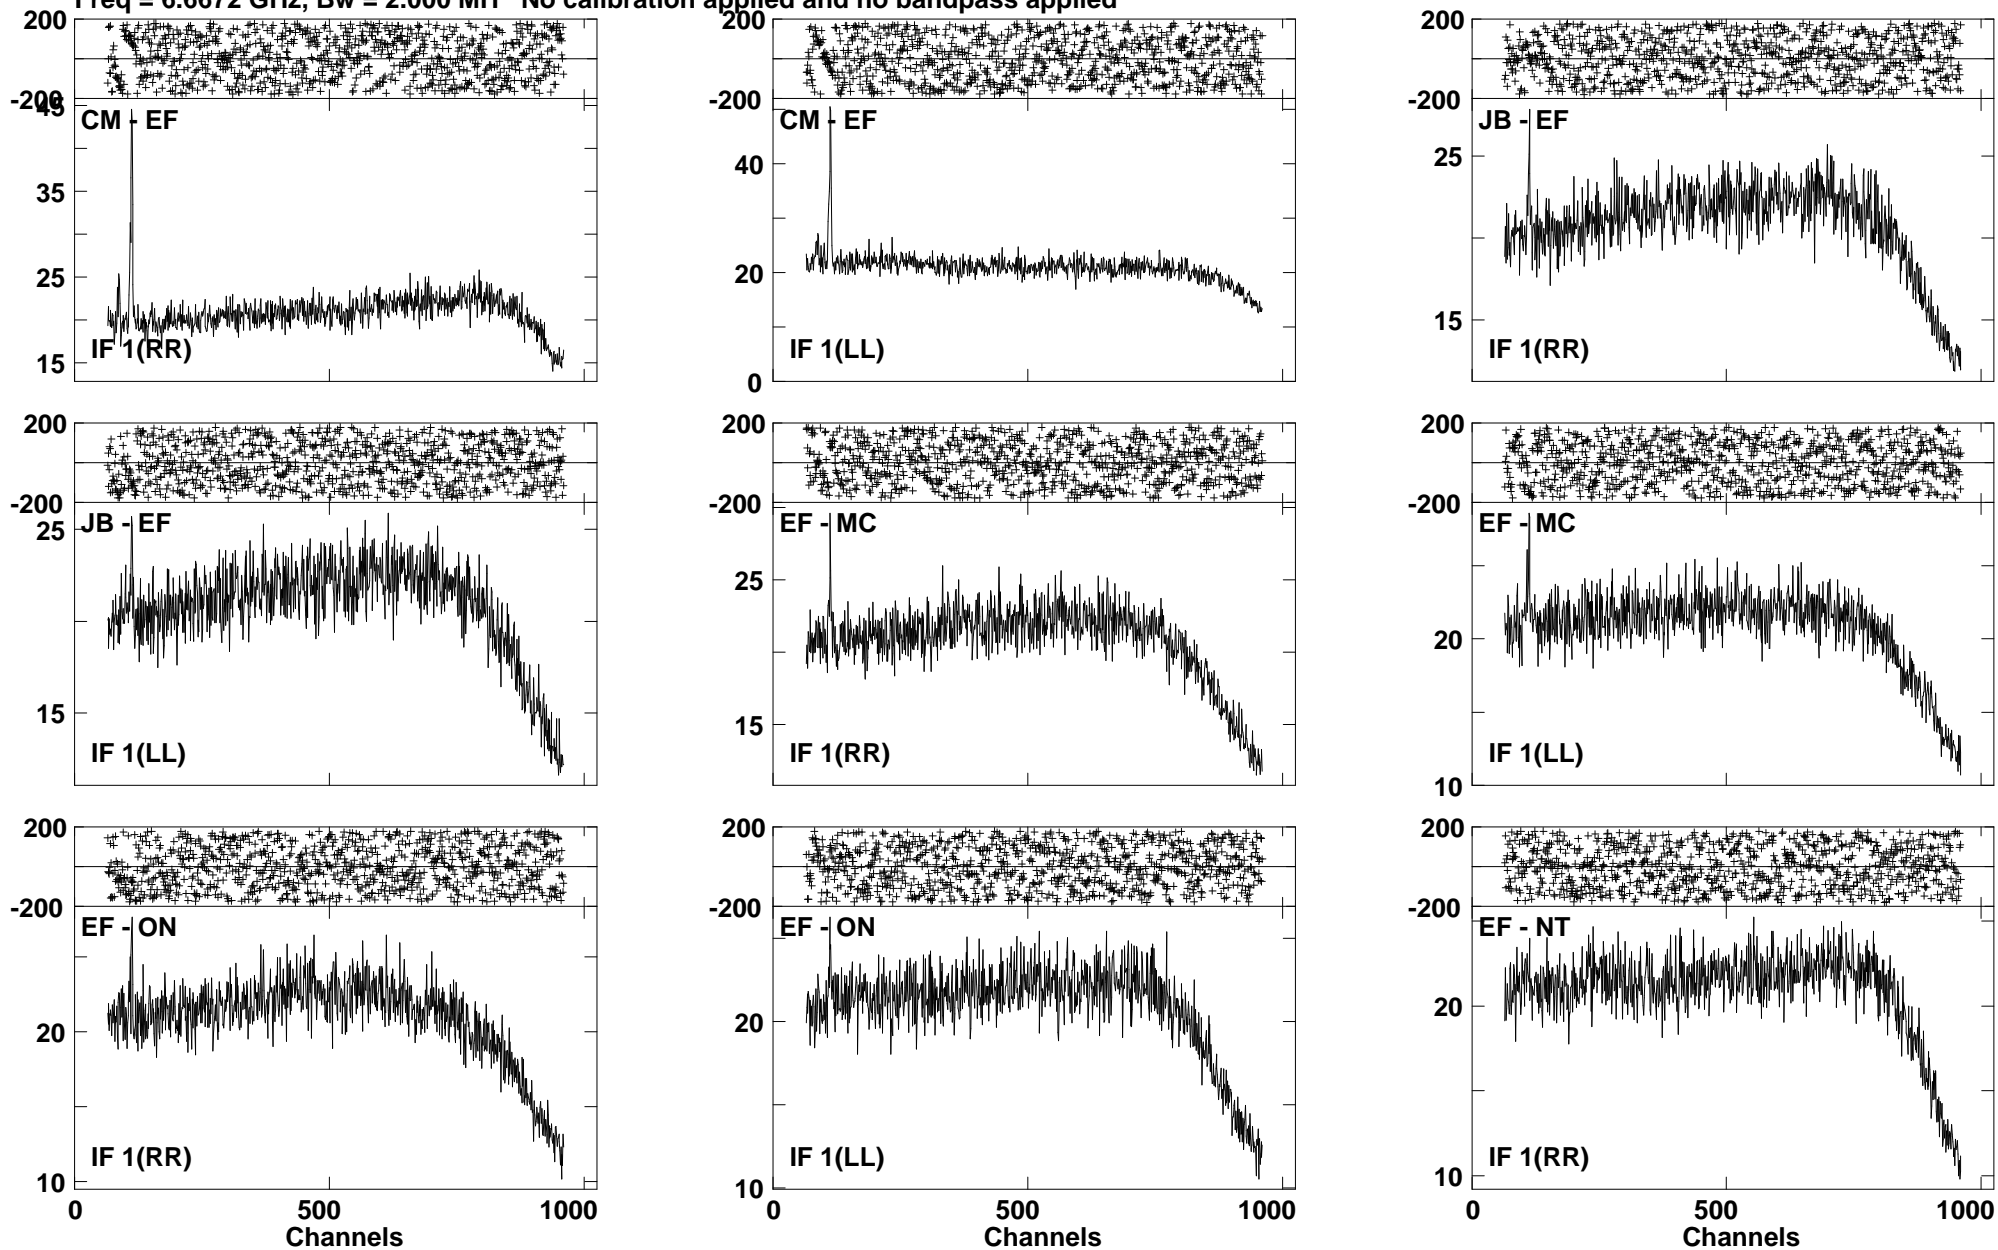 Freq = 6.6672 GHz, Bw = 2.000 MH No calibration applied and no bandpass applied
200
-200
45
35
25
15
CM - EF
IF 1(RR)
200
-200
40
20
0
CM - EF
IF 1(LL)
200
-200
25
15
JB - EF
IF 1(RR)
200
-200
25
15
JB - EF
IF 1(LL)
200
-200
25
15
EF - MC
IF 1(RR)
200
-200
20
10
EF - MC
IF 1(LL)
200
-200
20
10
EF - ON
IF 1(RR)
0 500 1000
Channels
200
-200
20
10
EF - ON
IF 1(LL)
0 500 1000
Channels
200
-200
20
10
EF - NT
IF 1(RR)
0 500 1000
Channels